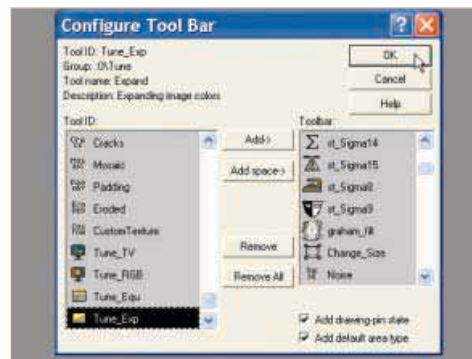 Configure Tool Bar
Tool ID: Tune_Exp
Group: :0\Tune
Tool name: Expand
Description: Expanding image colors
OK
Cancel
Help
Tool ID:
Toolbar:
Cracks
Mosaic
Padding
Eroded
CustomTexture
Tune_TV
Tune_RGB
Tune_Equ
Tune_Exp
Add->
Add space->
Remove
Remove All
st_Sigma14
st_Sigma15
st_Sigma8
st_Sigma9
graham_fill
Change_Size
Noise
Add drawing-pin state
Add default area type